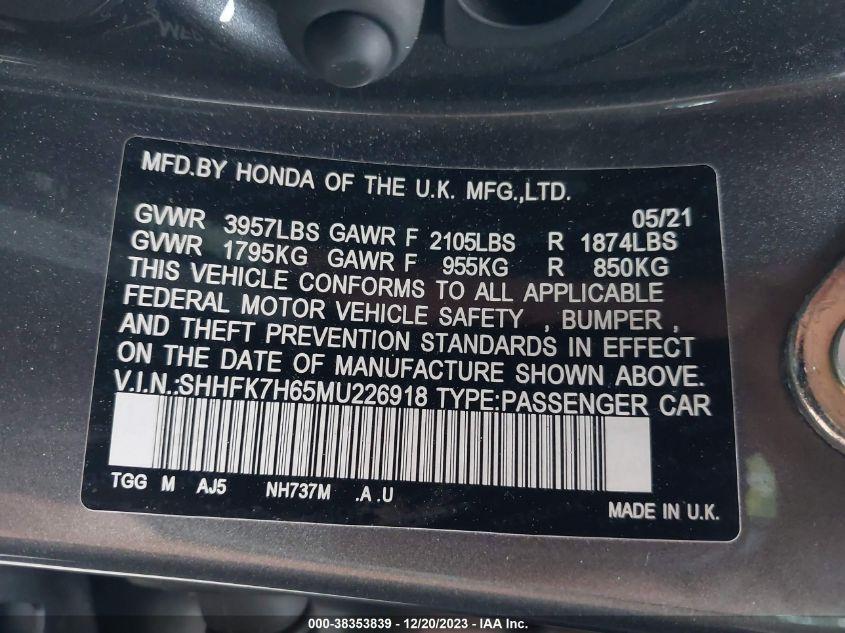 MFD.BY HONDA OF THE U.K. MFG.,LTD.
05/21
GVWR 3957LBS GAWR F 2105LBS R 1874LBS
GVWR 1795KG GAWR F 955KG R 850KG
THIS VEHICLE CONFORMS TO ALL APPLICABLE
FEDERAL MOTOR VEHICLE SAFETY , BUMPER ,
AND THEFT PREVENTION STANDARDS IN EFFECT
ON THE DATE OF MANUFACTURE SHOWN ABOVE.
V.I.N.:SHHFK7H65MU226918 TYPE:PASSENGER CAR
TGG M AJ5 NH737M .A .U
MADE IN U.K.
000-38353839 - 12/20/2023 - IAA Inc.